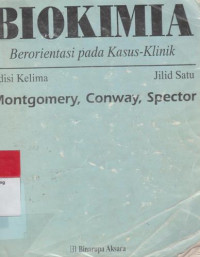 BIOKIMIA
Berorientasi pada Kasus-Klinik
disi Kelima Jilid Satu
Montgomery, Conway, Spector
Binarupa Aksara